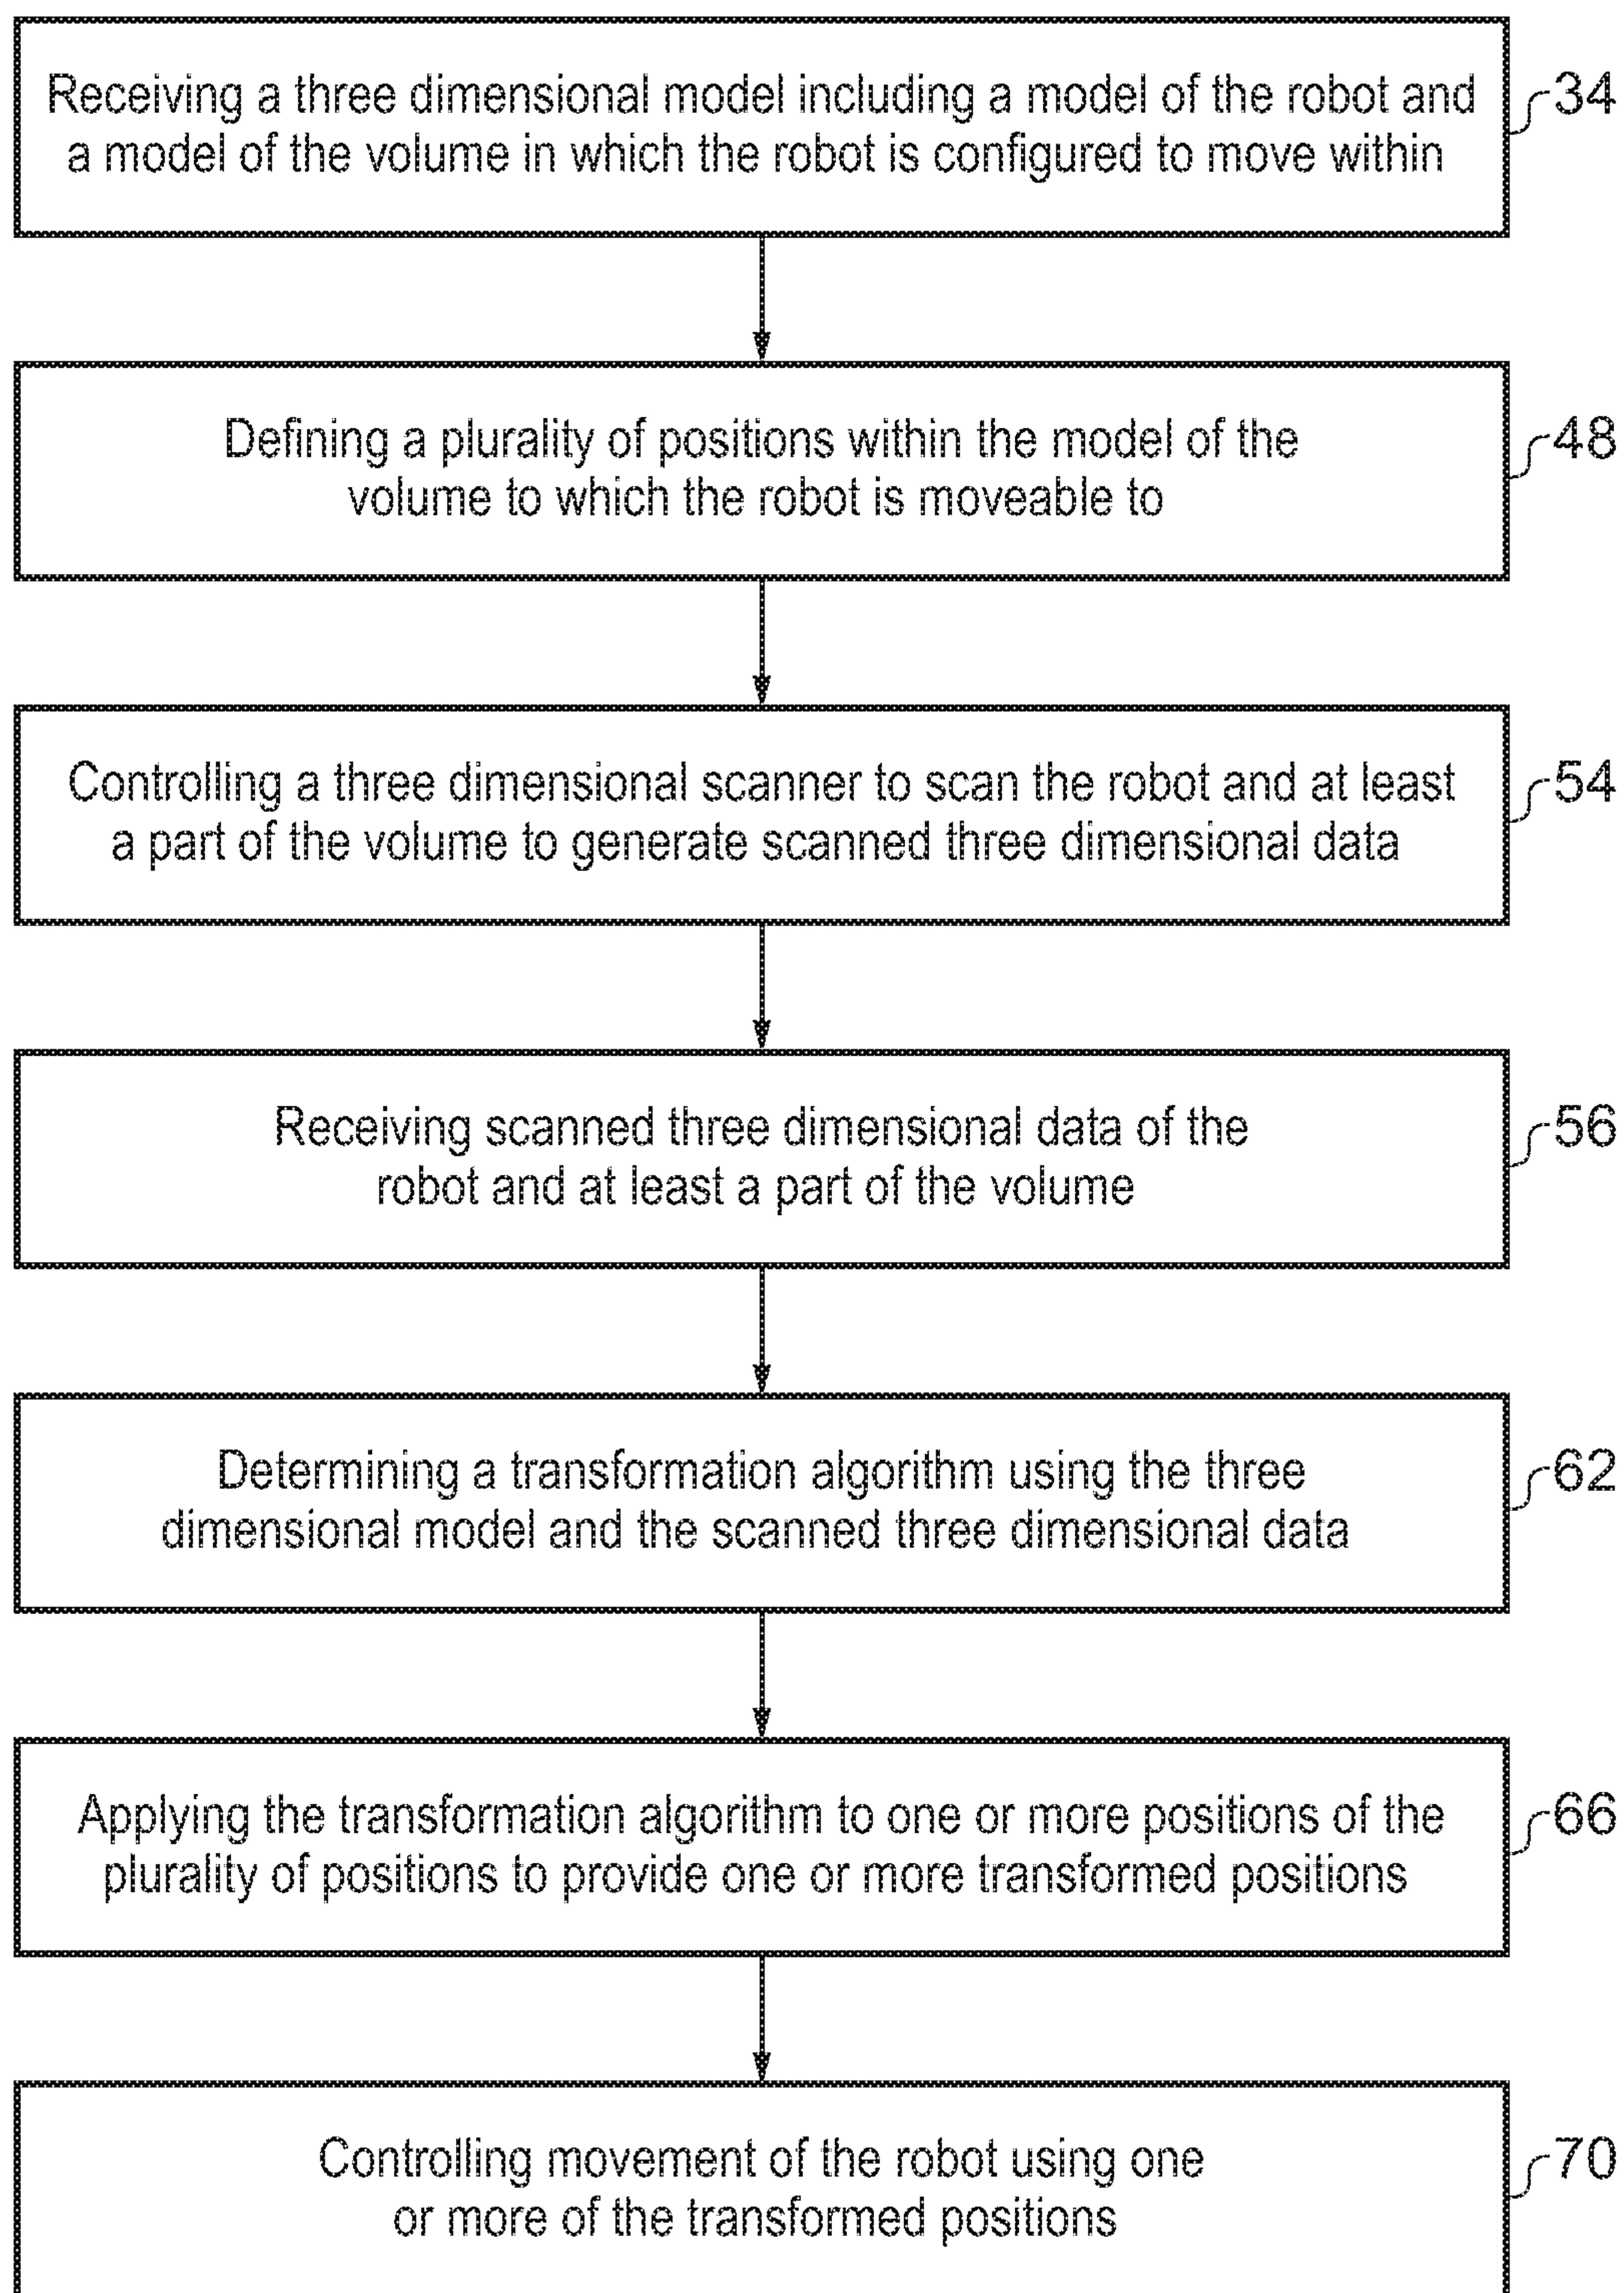 Receiving a three dimensional model including a model of the robot and
a model of the volume in which the robot is configured to move within
34
Defining a plurality of positions within the model of the
volume to which the robot is moveable to
48
Controlling a three dimensional scanner to scan the robot and at least
a part of the volume to generate scanned three dimensional data
54
Receiving scanned three dimensional data of the
robot and at least a part of the volume
56
Determining a transformation algorithm using the three
dimensional model and the scanned three dimensional data
62
Applying the transformation algorithm to one or more positions of the
plurality of positions to provide one or more transformed positions
66
Controlling movement of the robot using one
or more of the transformed positions
70